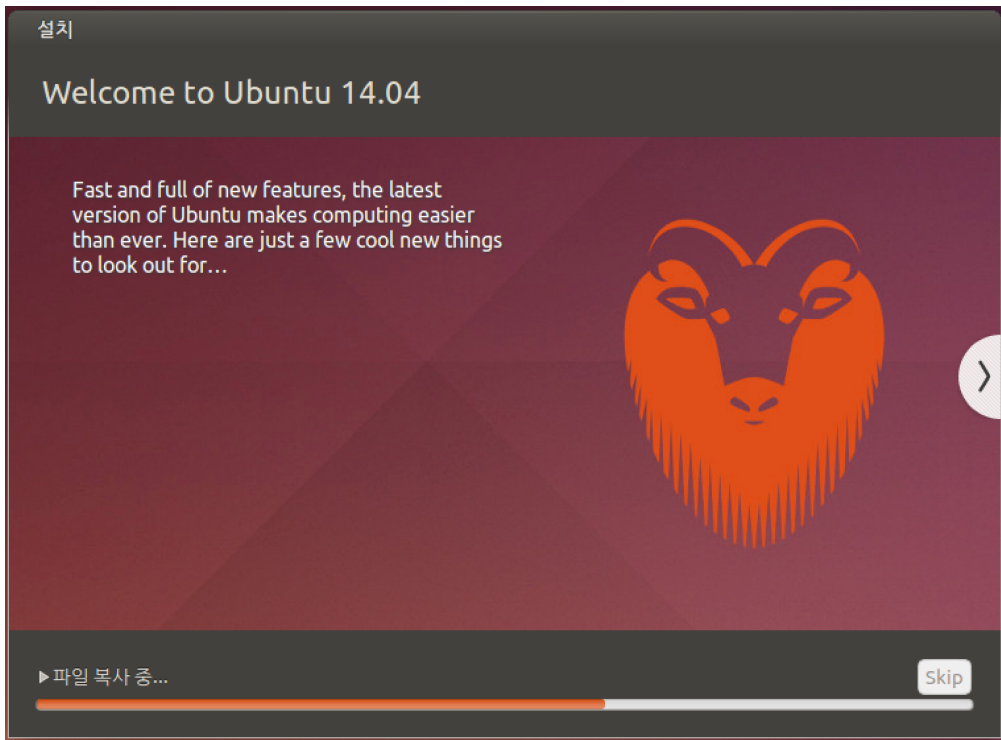 설치
Welcome to Ubuntu 14.04
Fast and full of new features, the latest
version of Ubuntu makes computing easier
than ever. Here are just a few cool new things
to look out for...
파일 복사 중...
Skip